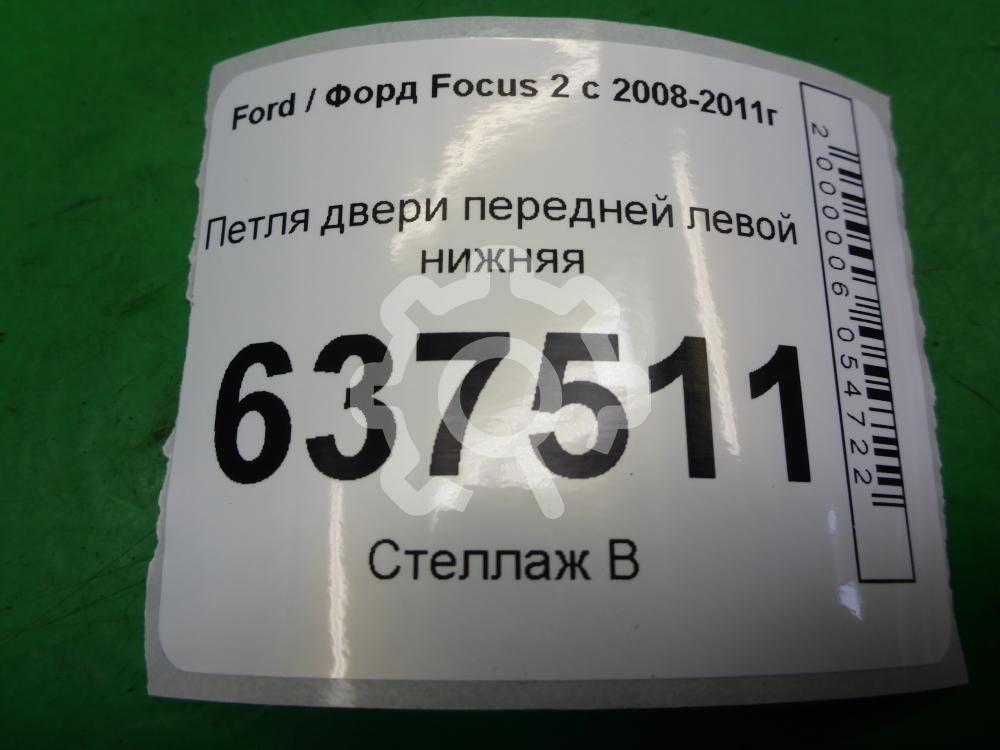 Ford / Форд Focus 2 с 2008-2011г
Петля двери передней левой
нижняя
637511
Стеллаж В
2000006054722